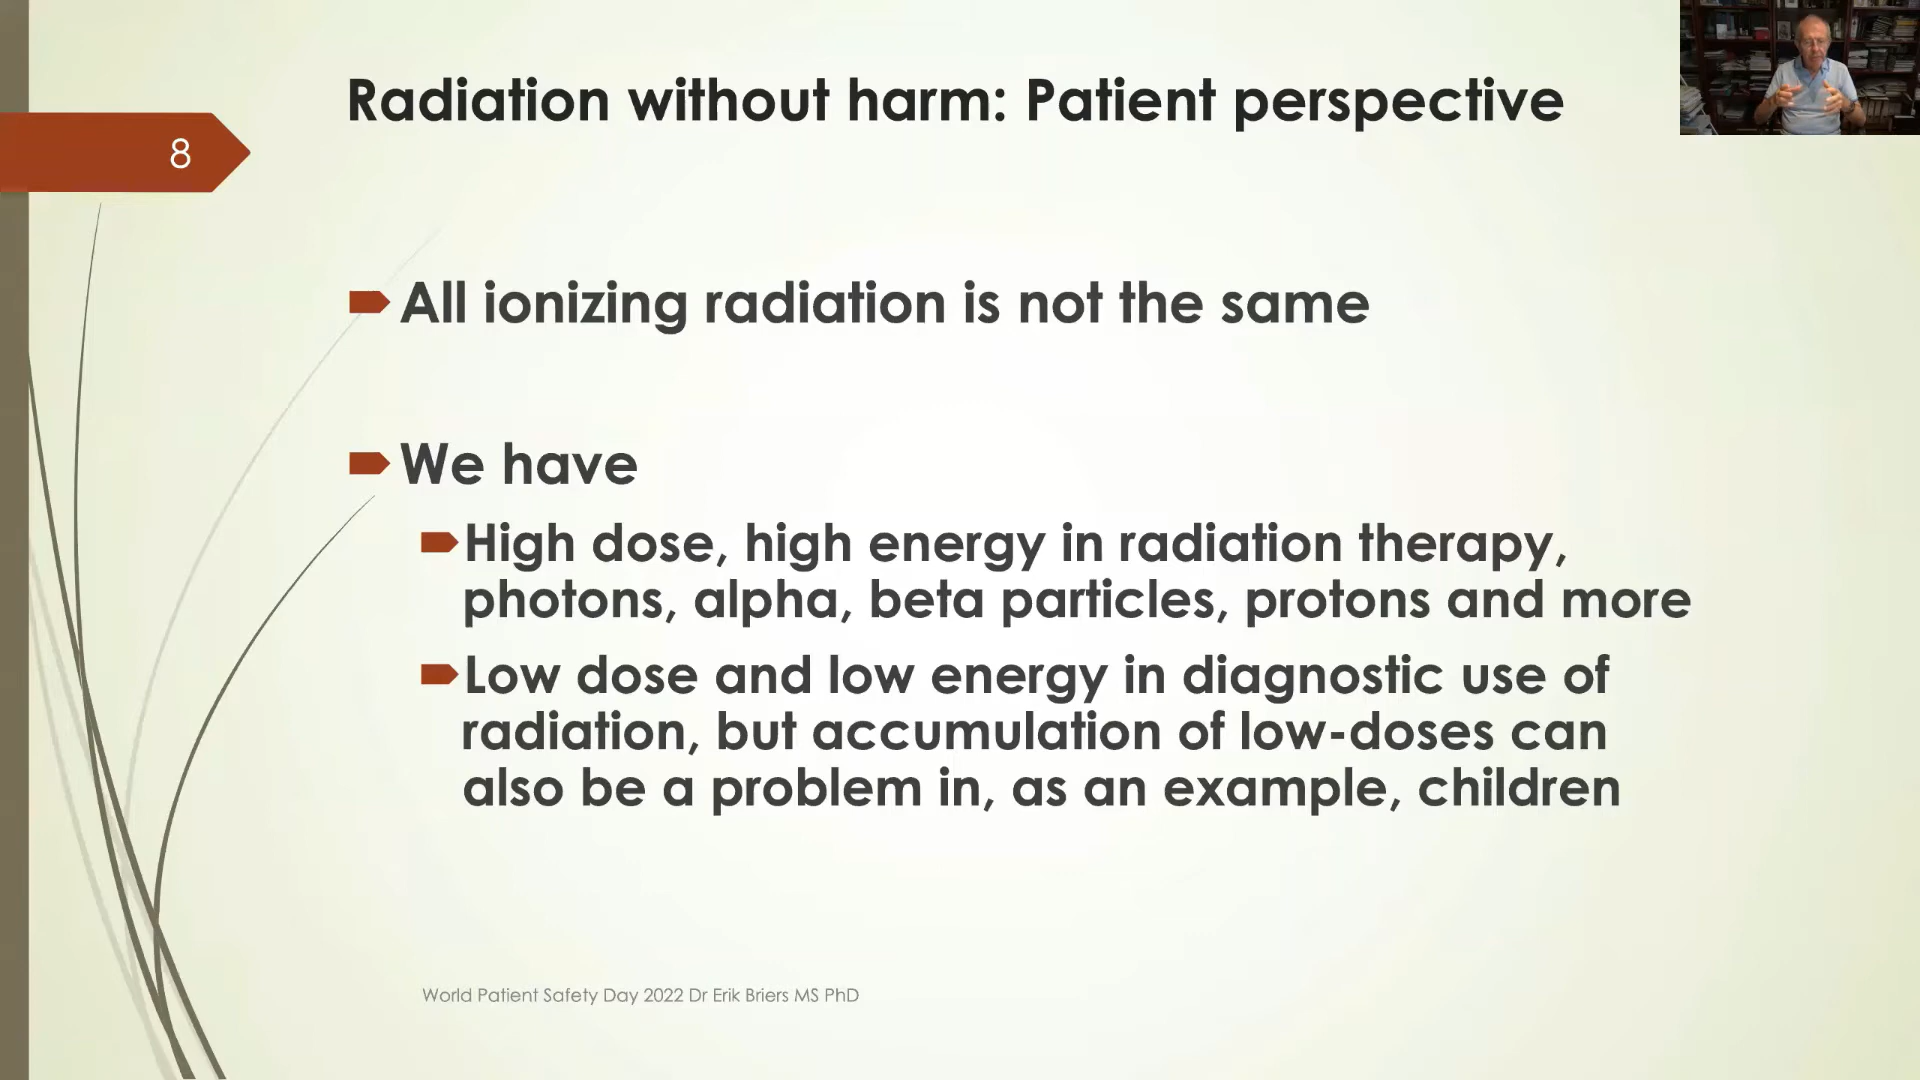 Radiation without harm: Patient perspective
8
All ionizing radiation is not the same
We have
High dose, high energy in radiation therapy,
photons, alpha, beta particles, protons and more
Low dose and low energy in diagnostic use of
radiation, but accumulation of low-doses can
also be a problem in, as an example, children
World Patient Safety Day 2022 Dr Erik Briers MS PhD